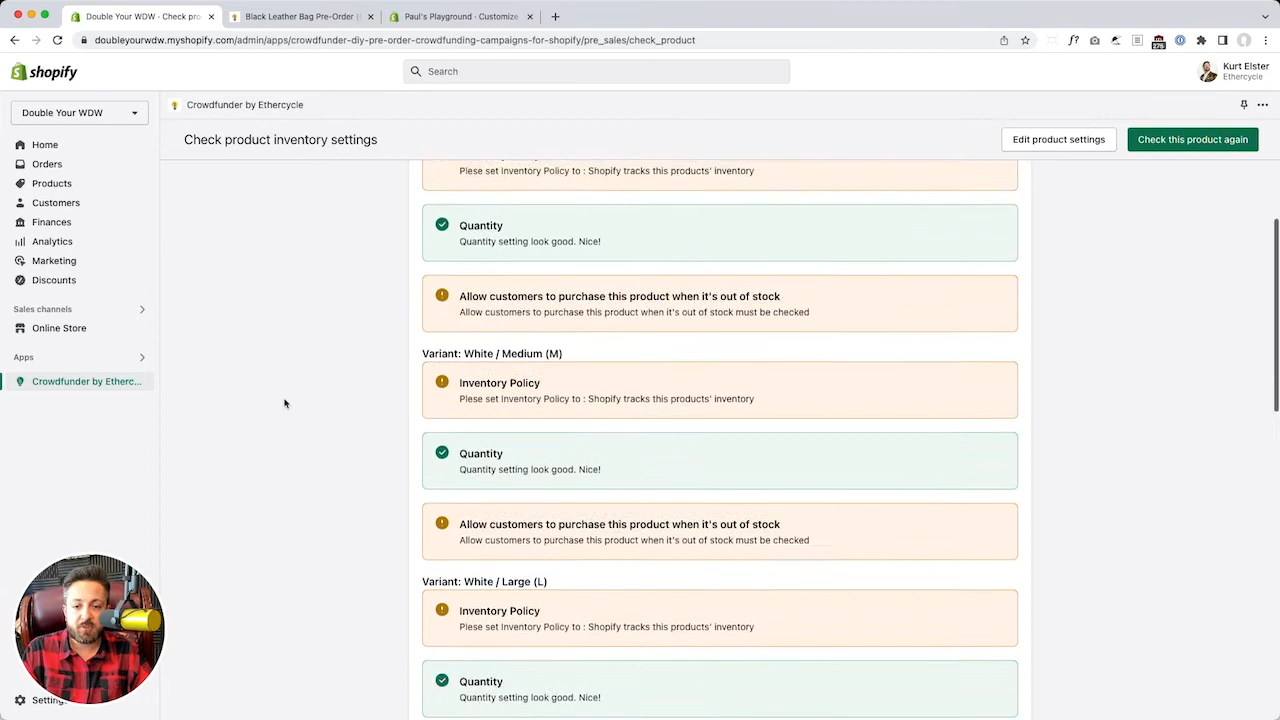 Double Your WDW · Check pro
Black Leather Bag Pre-Order (
Paul's Playground · Customize
doubleyourwdw.myshopify.com/admin/apps/crowdfunder-diy-pre-order-crowdfunding-campaigns-for-shopify/pre_sales/check_product
shopify
Search
Kurt Elster
Ethercycle
Double Your WDW
Crowdfunder by Ethercycle
Check product inventory settings
Edit product settings
Check this product again
Home
Orders
Products
Customers
Finances
Analytics
Marketing
Discounts
Sales channels
Online Store
Apps
Crowdfunder by Etherc...
Settin
Plese set Inventory Policy to : Shopify tracks this products' inventory
Quantity
Quantity setting look good. Nice!
Allow customers to purchase this product when it's out of stock
Allow customers to purchase this product when it's out of stock must be checked
Variant: White / Medium (M)
Inventory Policy
Plese set Inventory Policy to : Shopify tracks this products' inventory
Quantity
Quantity setting look good. Nice!
Allow customers to purchase this product when it's out of stock
Allow customers to purchase this product when it's out of stock must be checked
Variant: White / Large (L)
Inventory Policy
Plese set Inventory Policy to : Shopify tracks this products' inventory
Quantity
Quantity setting look good. Nice!